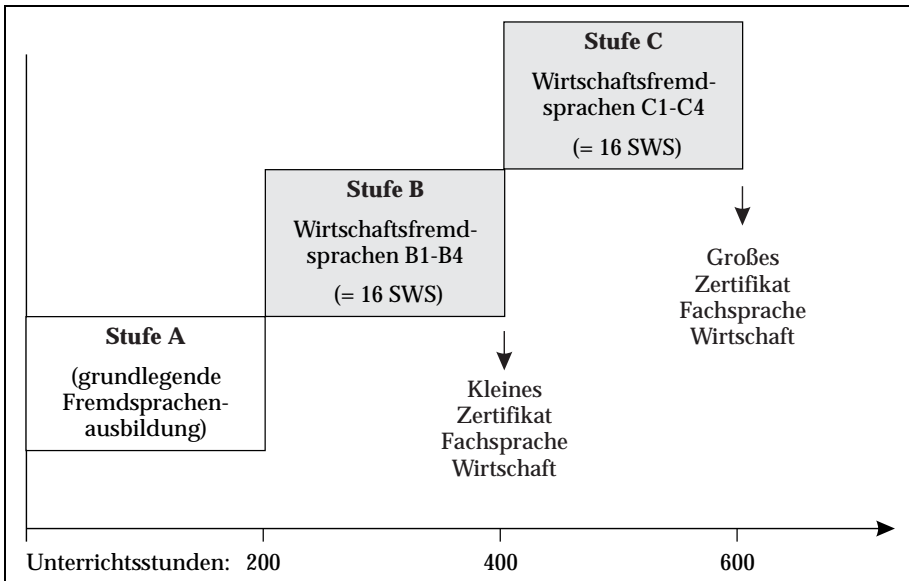 Stufe C
Wirtschaftsfremd-
sprachen C1-C4
(= 16 SWS)
Stufe B
Wirtschaftsfremd-
sprachen B1-B4
(= 16 SWS)
Großes
Zertifikat
Fachsprache
Wirtschaft
Stufe A
(grundlegende
Fremdsprachen-
ausbildung)
Kleines
Zertifikat
Fachsprache
Wirtschaft
Unterrichtsstunden: 200 400 600